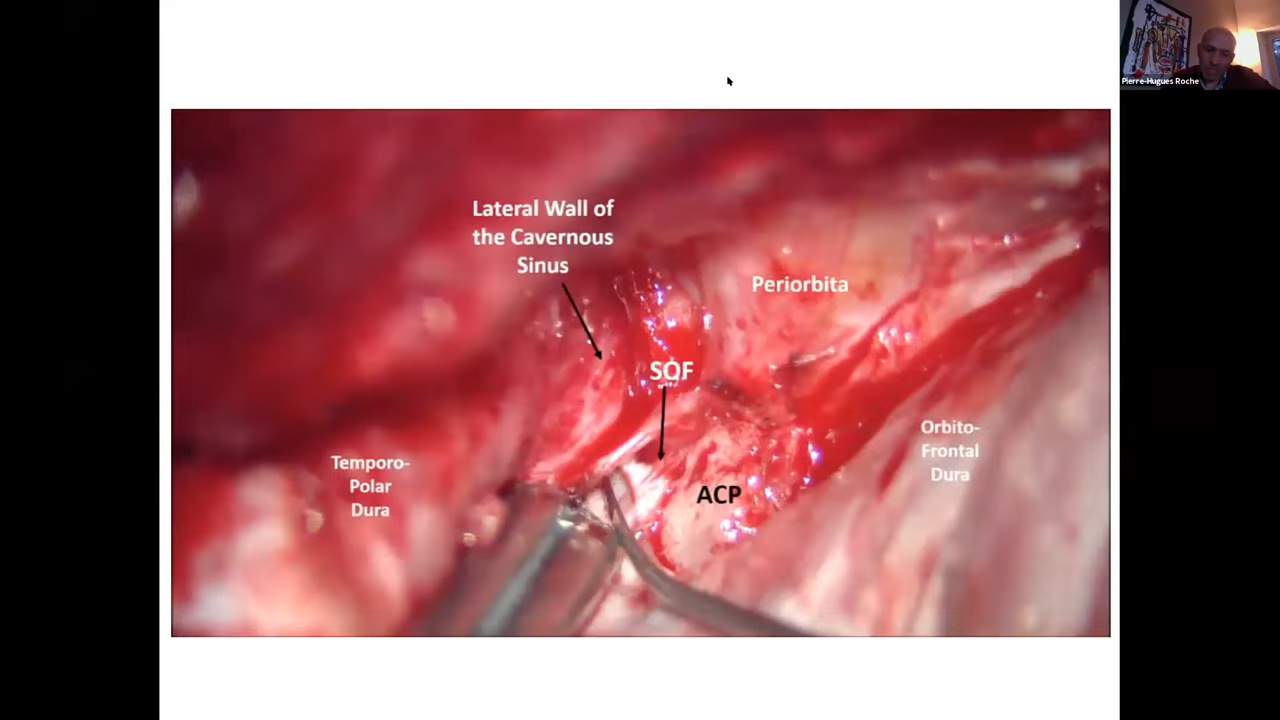 Pierre-Hugues Roche
Lateral Wall of
the Cavernous
Sinus
Periorbita
SOF
Orbito-
Frontal
Dura
Temporo-
Polar
Dura
ACP